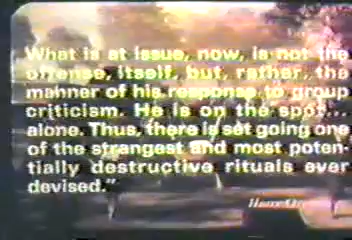 What is at issue, now, is not the
offense, itself, but, rather, the
manner of his response to group
criticism. He is on the spot...
alone. Thus, there is set going one
of the strangest and most poten-
tially destructive rituals ever
devised."